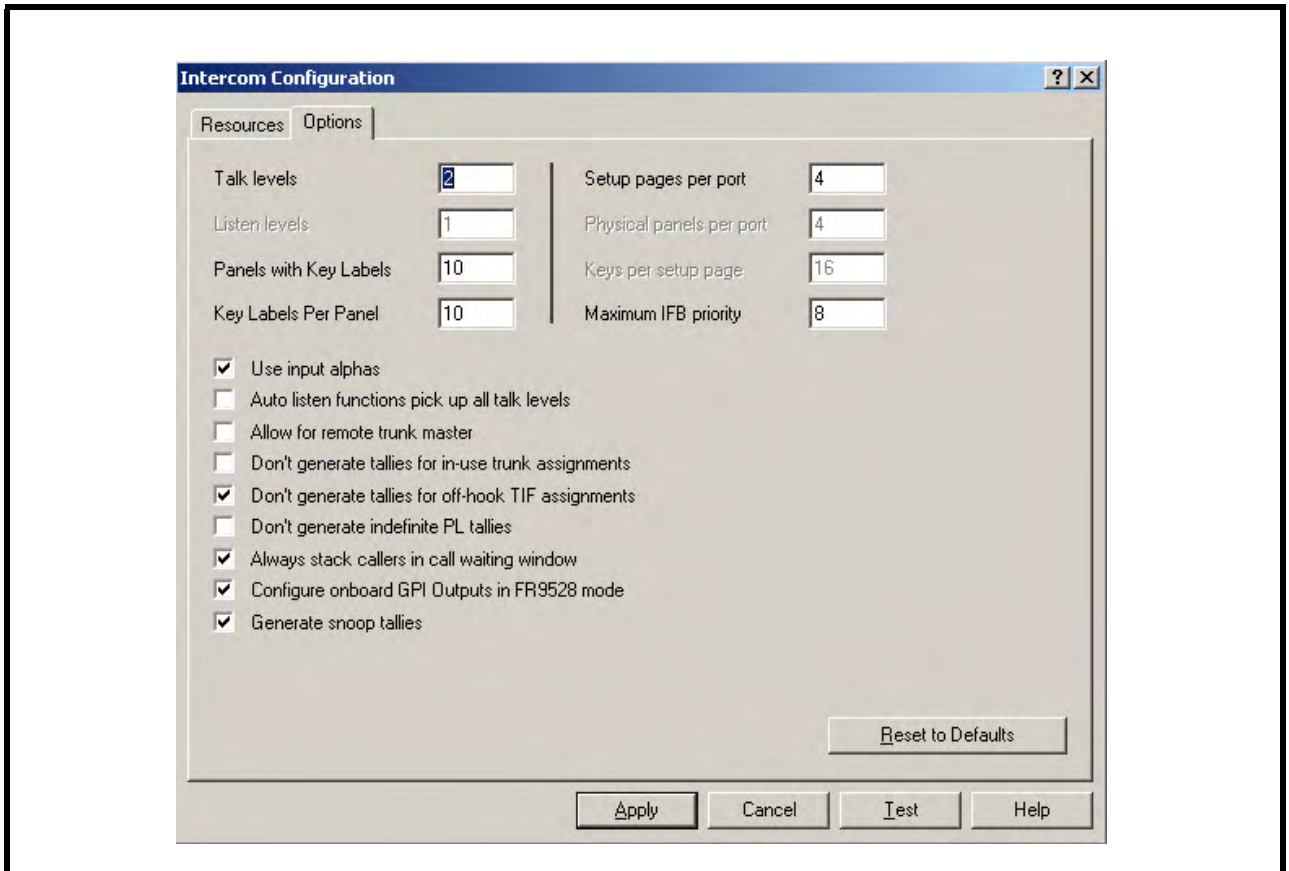 Intercom Configuration
Resources Options
Talk levels 2 Setup pages per port 4
Listen levels 1 Physical panels per port 4
Panels with Key Labels 10 Keys per setup page 16
Key Labels Per Panel 10 Maximum IFB priority 8
Use input alphas
Auto listen functions pick up all talk levels
Allow for remote trunk master
Don't generate tallies for in-use trunk assignments
Don't generate tallies for off-hook TIF assignments
Don't generate indefinite PL tallies
Always stack callers in call waiting window
Configure onboard GPI Outputs in FR9528 mode
Generate snoop tallies
Reset to Defaults
Apply Cancel Test Help